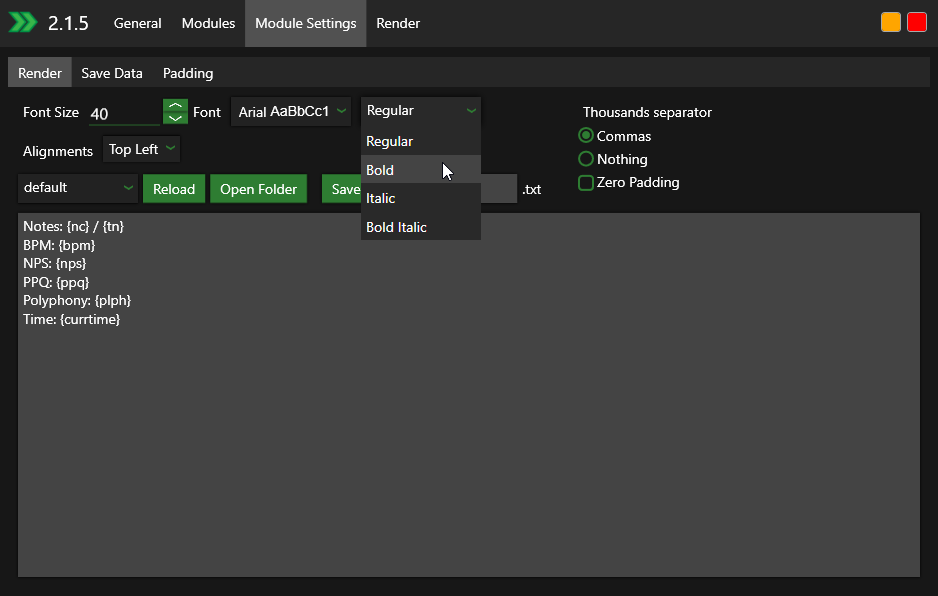 2.1.5 General Modules Module Settings Render
Render Save Data Padding
Font Size 40 Font Arial AaBbCc1 Regular
Thousands separator
Regular
Commas
Alignments Top Left
Bold
Nothing
default Reload Open Folder Save .txt
Zero Padding
Italic
Bold Italic
Notes: {nc} / {tn}
BPM: {bpm}
NPS: {nps}
PPQ: {ppq}
Polyphony: {plph}
Time: {currtime}